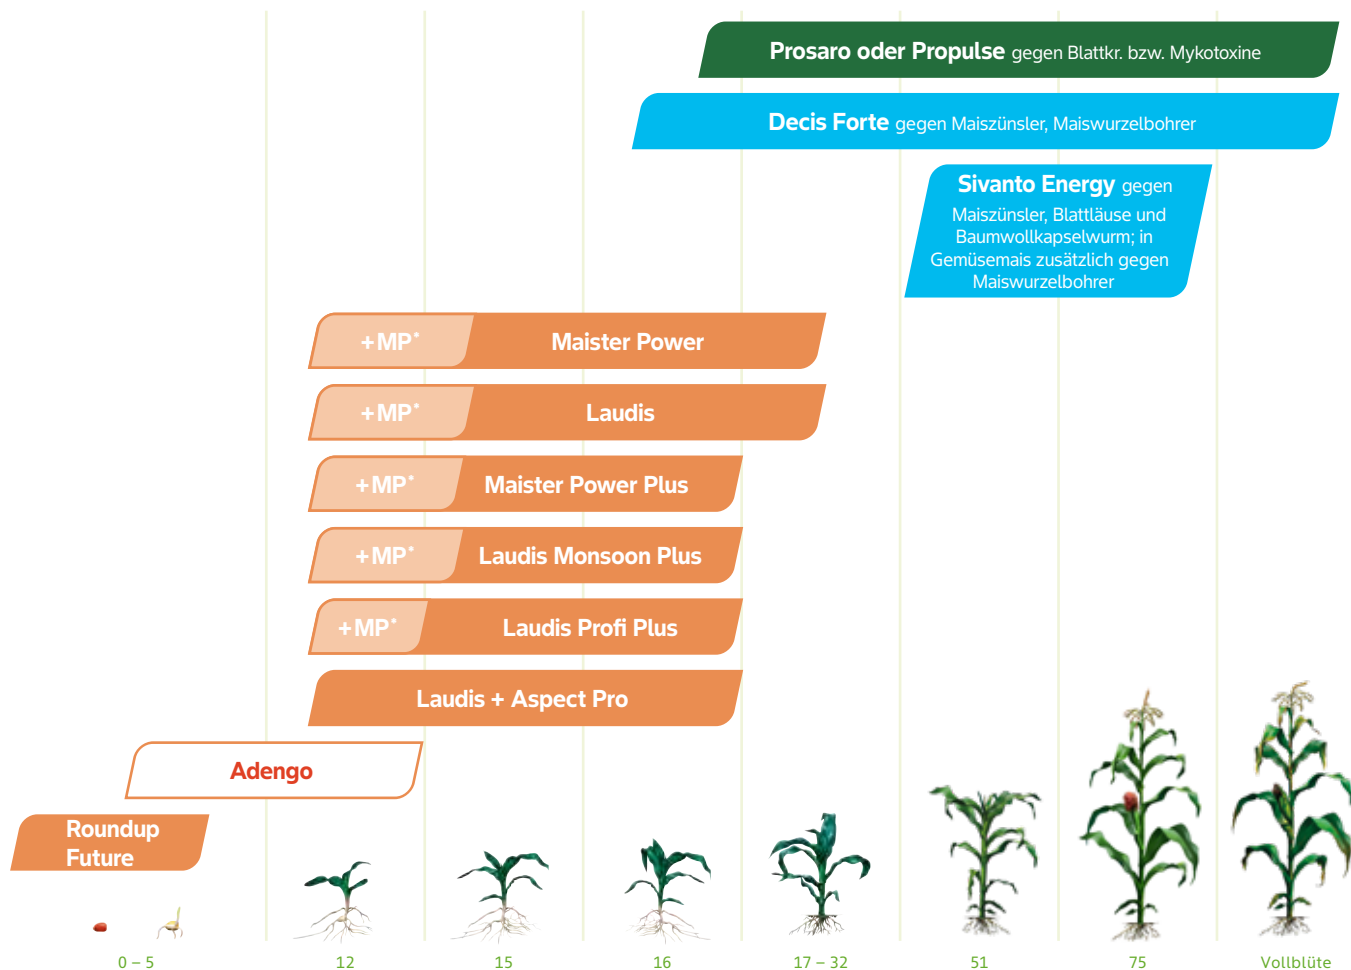 Prosaro oder Propulse gegen Blattkr. bzw. Mykotoxine
Decis Forte gegen Maiszünsler, Maiswurzelbohrer
Sivanto Energy gegen
Maiszünsler, Blattläuse und
Baumwollkapselwurm; in
Gemüsemais zusätzlich gegen
Maiswurzelbohrer
+MP* Maister Power
+MP* Laudis
+MP* Maister Power Plus
+MP* Laudis Monsoon Plus
+MP* Laudis Profi Plus
Laudis + Aspect Pro
Adengo
Roundup
Future
0 – 5 12 15 16 17 – 32 51 75 Vollblüte